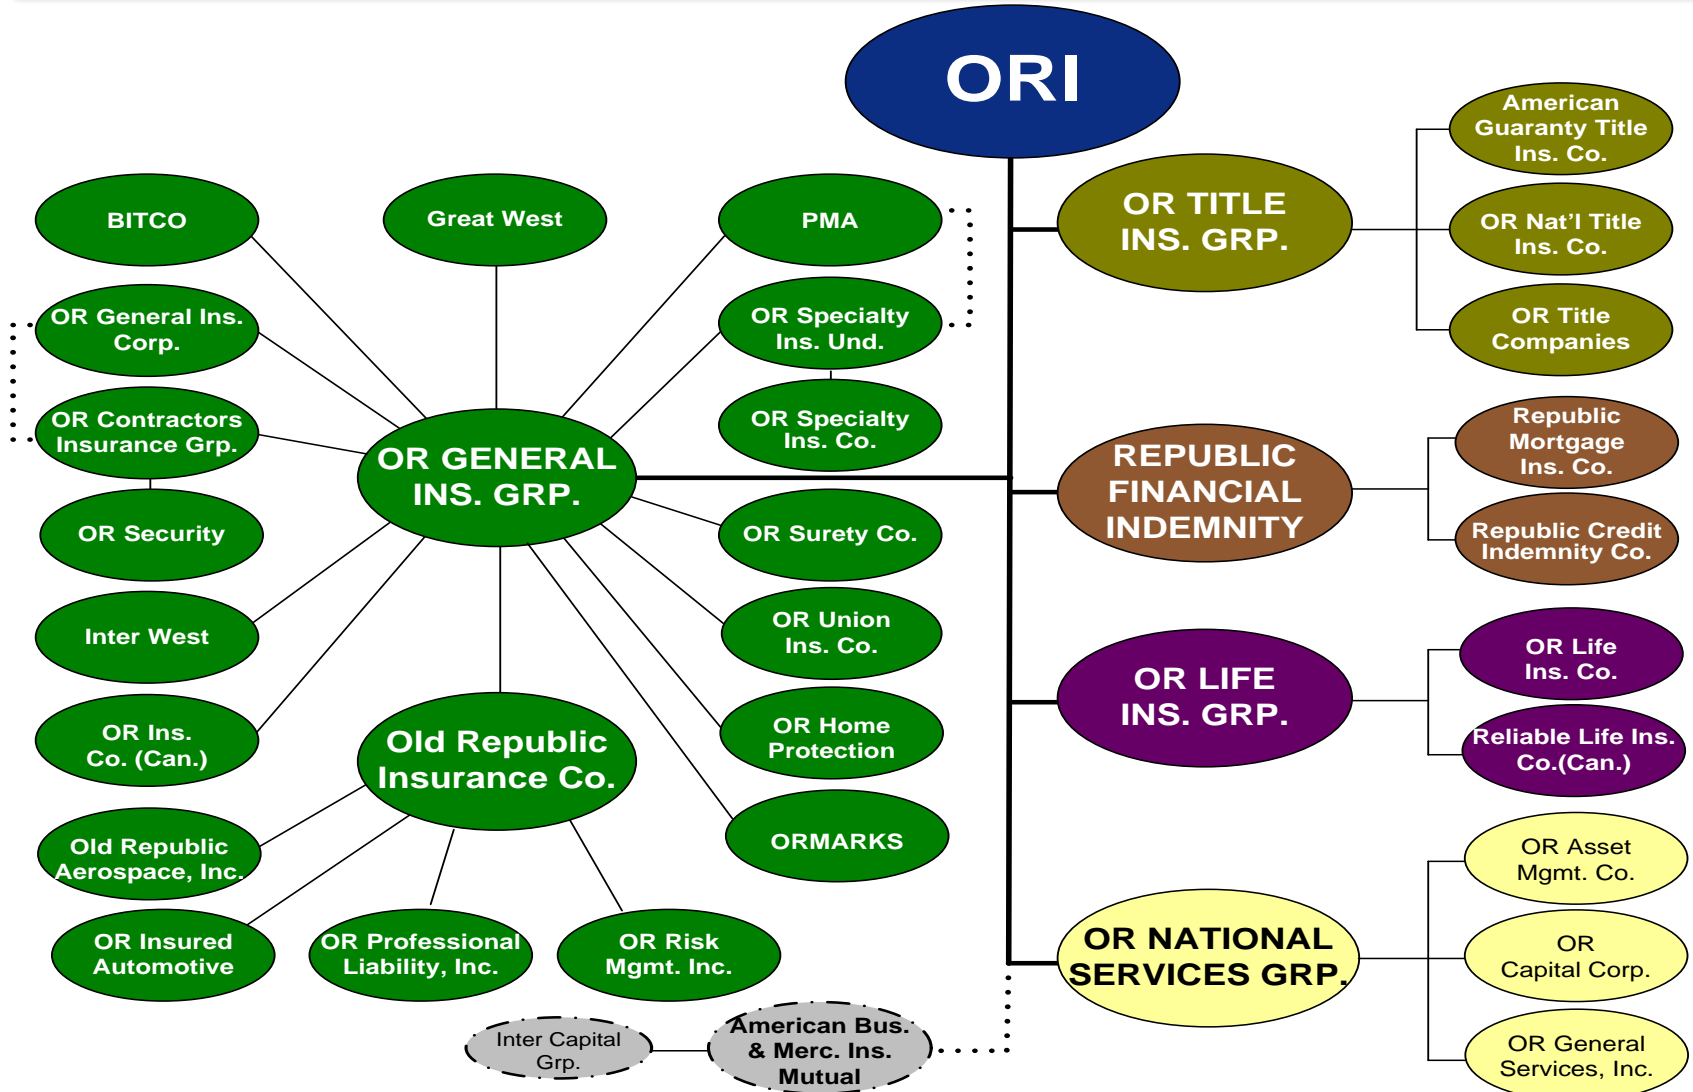 ORI
American
Guaranty Title
Ins. Co.
OR TITLE
INS. GRP.
OR Nat’l Title
Ins. Co.
OR Title
Companies
BITCO
Great West
PMA
OR General Ins.
Corp.
OR Specialty
Ins. Und.
OR Contractors
Insurance Grp.
OR Specialty
Ins. Co.
OR GENERAL
INS. GRP.
REPUBLIC
FINANCIAL
INDEMNITY
Republic
Mortgage
Ins. Co.
Republic Credit
Indemnity Co.
OR Security
OR Surety Co.
Inter West
OR Union
Ins. Co.
OR LIFE
INS. GRP.
OR Life
Ins. Co.
Reliable Life Ins.
Co.(Can.)
OR Ins.
Co. (Can.)
Old Republic
Insurance Co.
OR Home
Protection
Old Republic
Aerospace, Inc.
ORMARKS
OR Insured
Automotive
OR Professional
Liability, Inc.
OR Risk
Mgmt. Inc.
OR NATIONAL
SERVICES GRP.
OR Asset
Mgmt. Co.
OR
Capital Corp.
OR General
Services, Inc.
Inter Capital
Grp.
American Bus.
& Merc. Ins.
Mutual